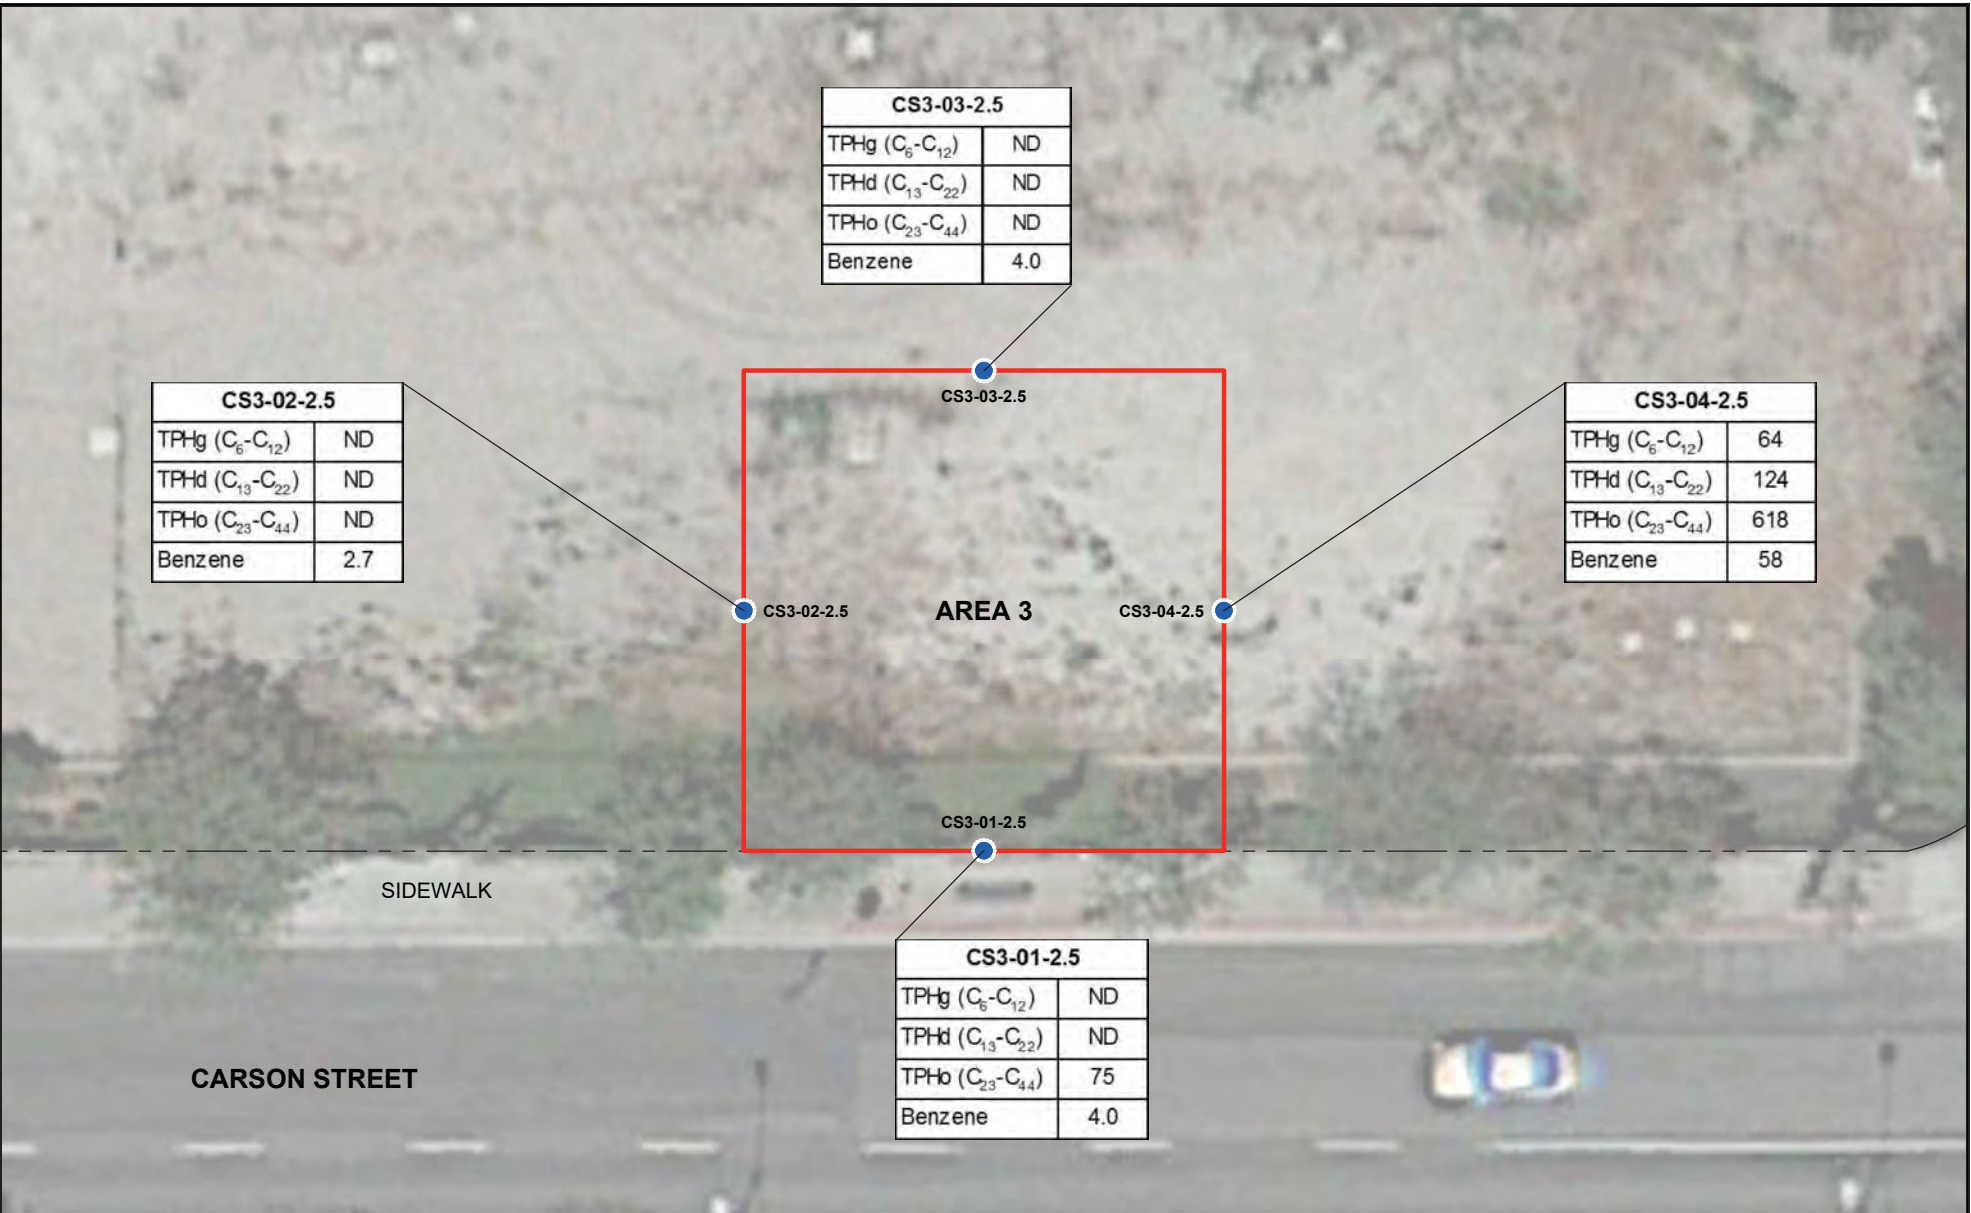 CS3-03-2.5
TPHg (C₆-C₁₂) ND
TPHd (C₁₃-C₂₂) ND
TPHo (C₂₃-C₄₄) ND
Benzene 4.0
CS3-02-2.5
TPHg (C₆-C₁₂) ND
TPHd (C₁₃-C₂₂) ND
TPHo (C₂₃-C₄₄) ND
Benzene 2.7
CS3-04-2.5
TPHg (C₆-C₁₂) 64
TPHd (C₁₃-C₂₂) 124
TPHo (C₂₃-C₄₄) 618
Benzene 58
CS3-03-2.5
CS3-02-2.5
AREA 3
CS3-04-2.5
CS3-01-2.5
SIDEWALK
CS3-01-2.5
TPHg (C₆-C₁₂) ND
TPHd (C₁₃-C₂₂) ND
TPHo (C₂₃-C₄₄) 75
Benzene 4.0
CARSON STREET